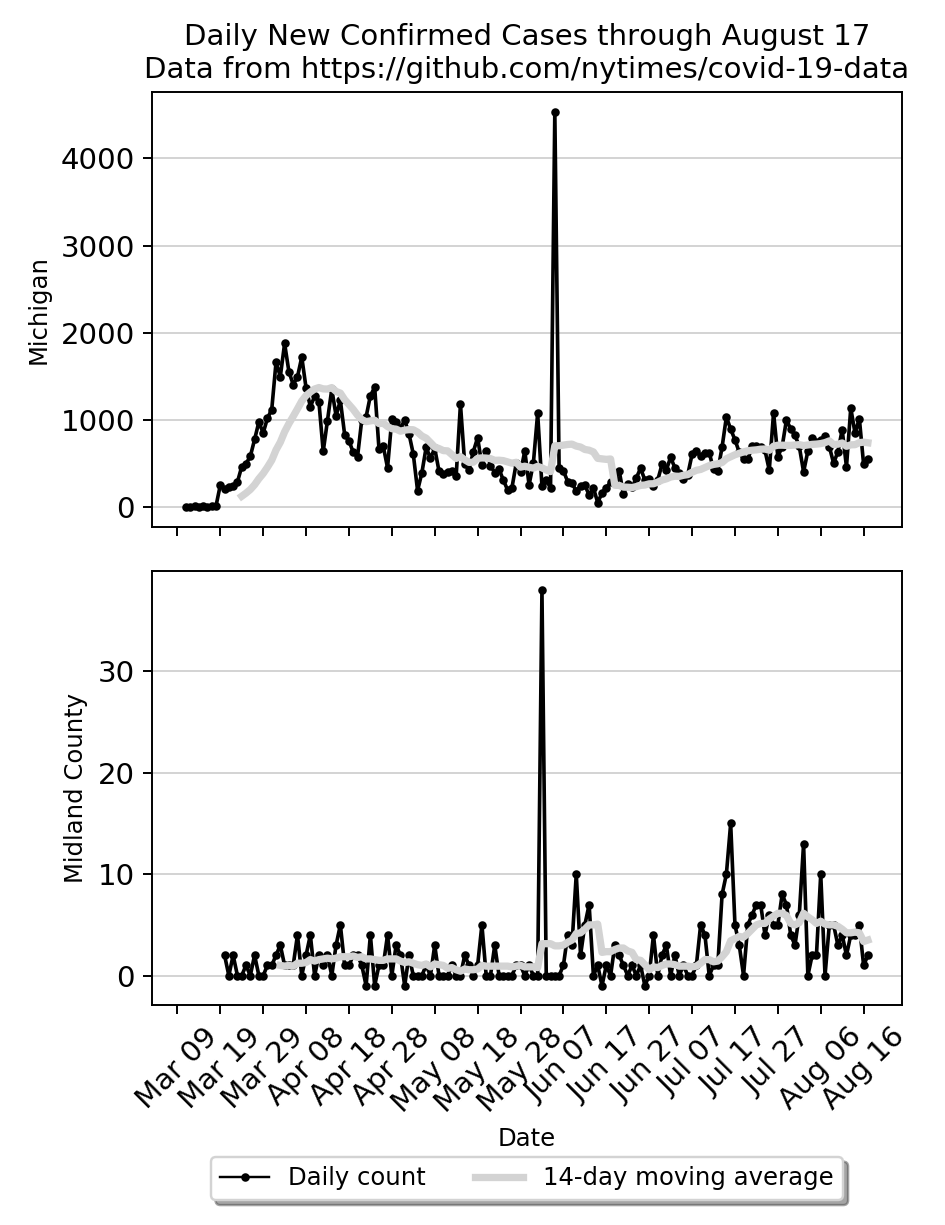 Daily New Confirmed Cases through August 17
Data from https://github.com/nytimes/covid-19-data
4000
3000
2000
1000
0
Michigan
30
20
10
0
Midland County
Mar 09
Mar 19
Mar 29
Apr 08
Apr 18
Apr 28
May 08
May 18
May 28
Jun 07
Jun 17
Jun 27
Jul 07
Jul 17
Jul 27
Aug 06
Aug 16
Date
Daily count
14-day moving average